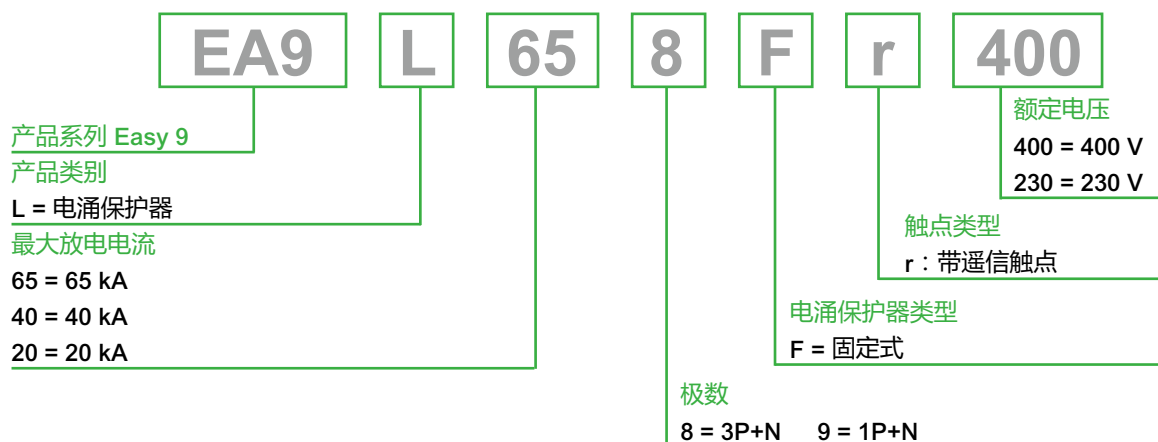 EA9 L 65 8 F r 400
产品系列 Easy 9
产品类别
L = 电涌保护器
最大放电电流
65 = 65 kA
40 = 40 kA
20 = 20 kA
额定电压
400 = 400 V
230 = 230 V
触点类型
r：带遥信触点
电涌保护器类型
F = 固定式
极数
8 = 3P+N 9 = 1P+N